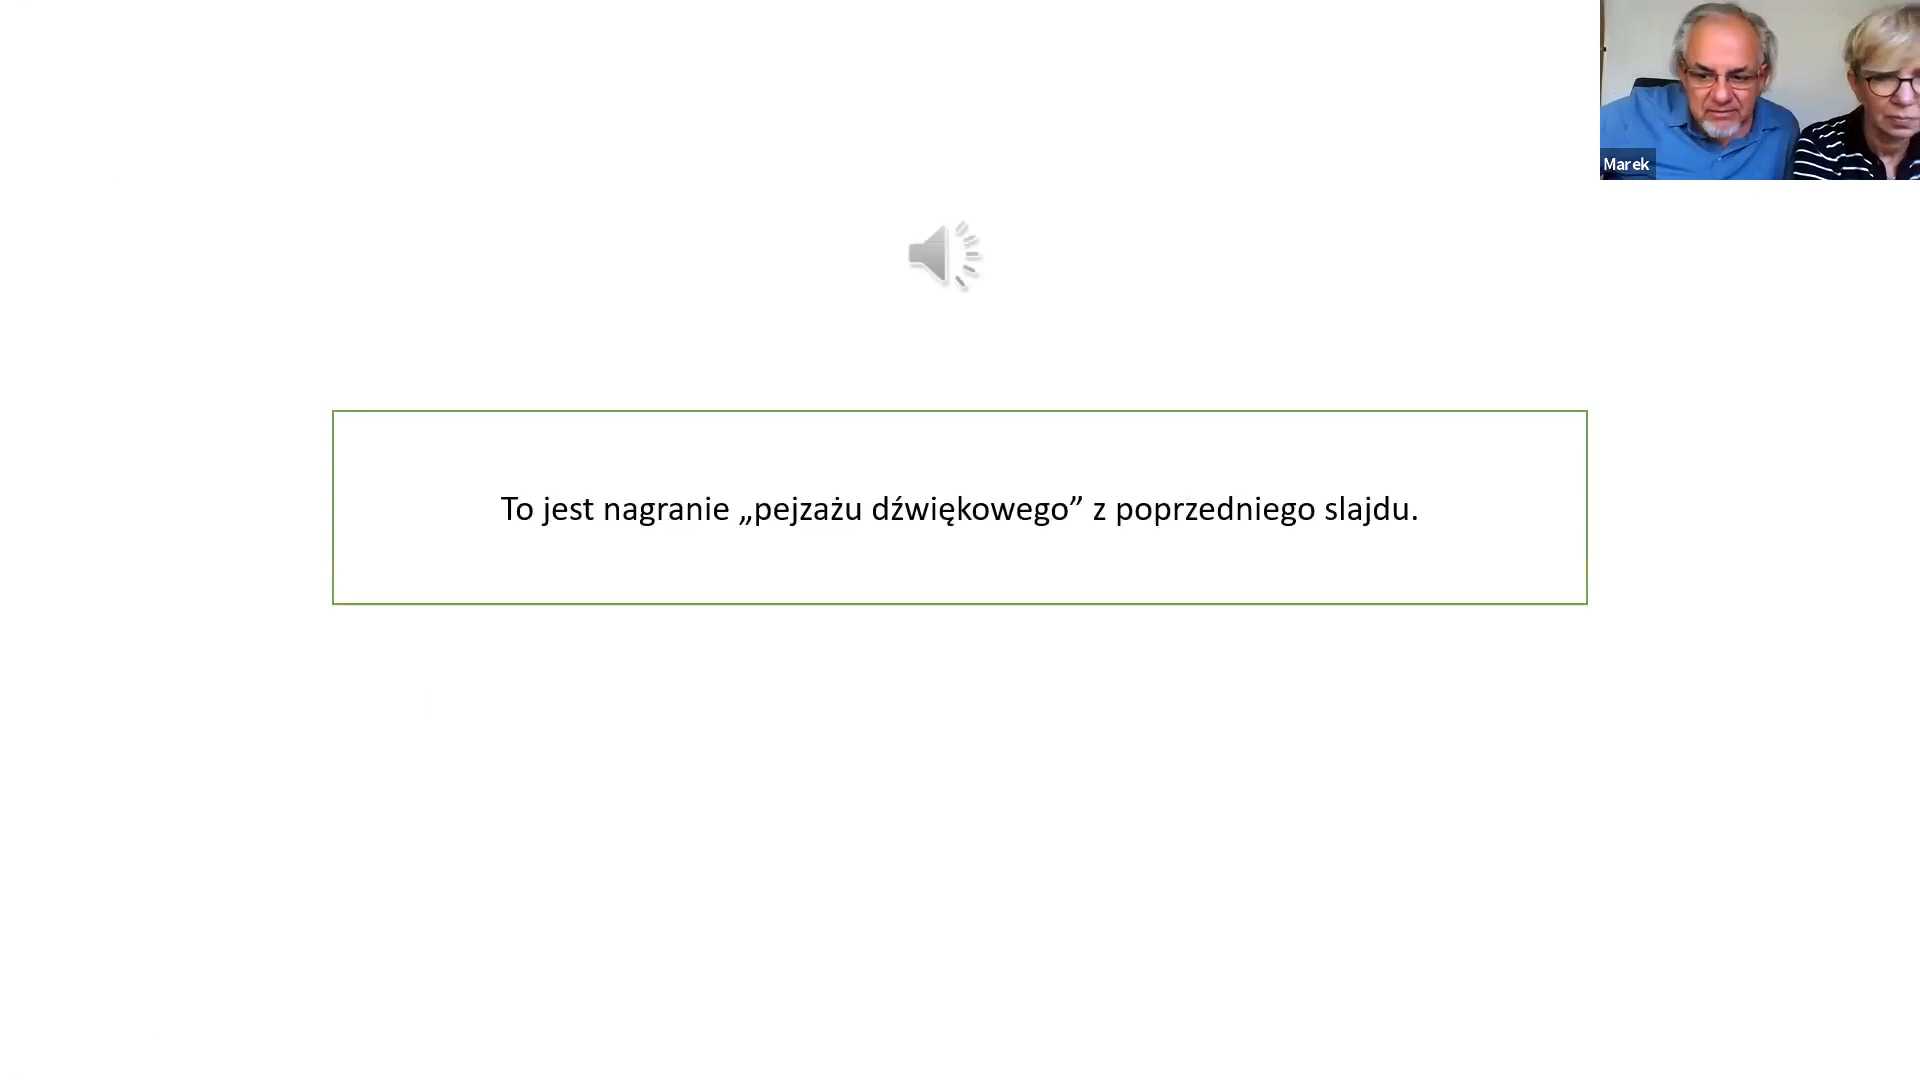 Marek
To jest nagranie „pejzażu dźwiękowego” z poprzedniego slajdu.